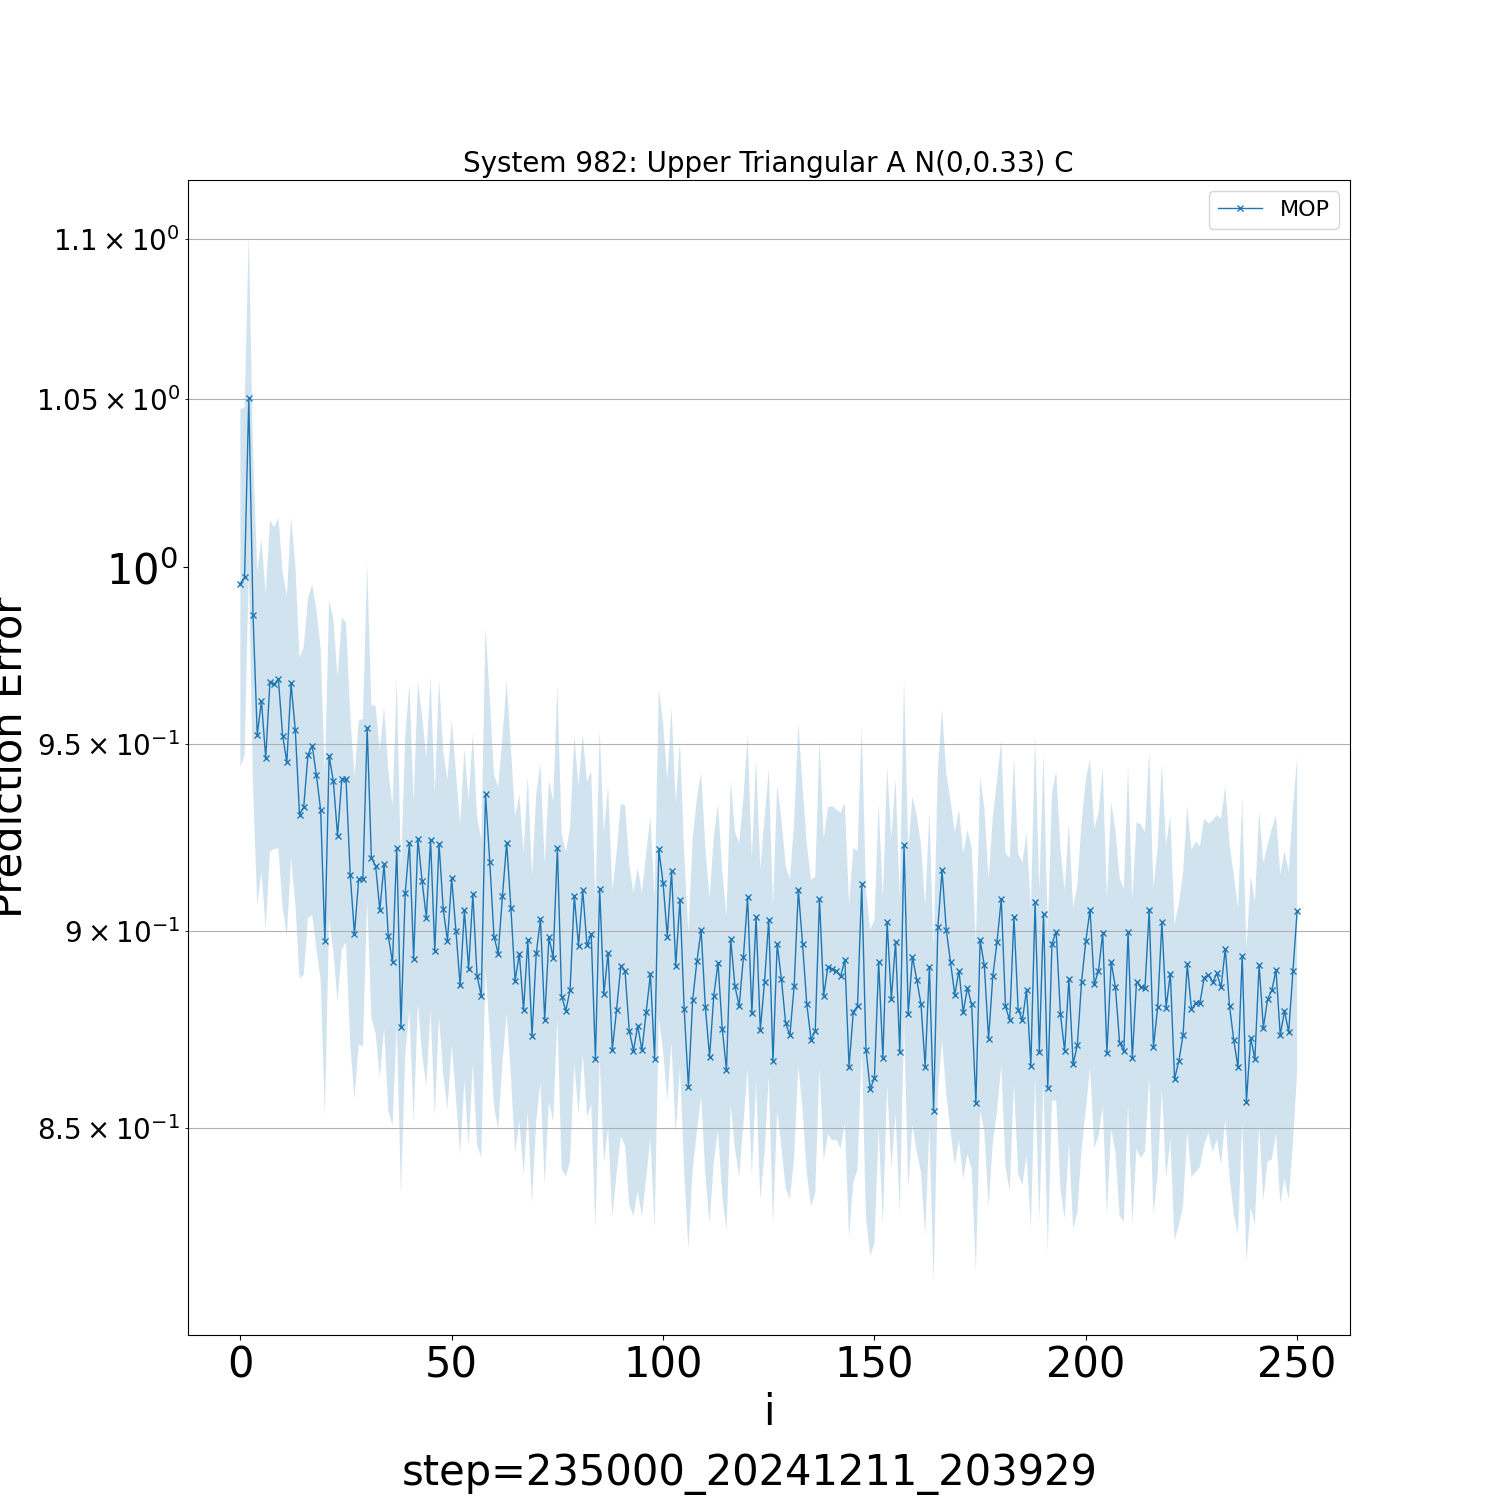 System 982: Upper Triangular A N(0,0.33) C
MOP
1.1 × 10⁰
1.05 × 10⁰
10⁰
9.5 × 10⁻¹
9 × 10⁻¹
8.5 × 10⁻¹
Prediction Error
0 50 100 150 200 250
i
step=235000_20241211_203929